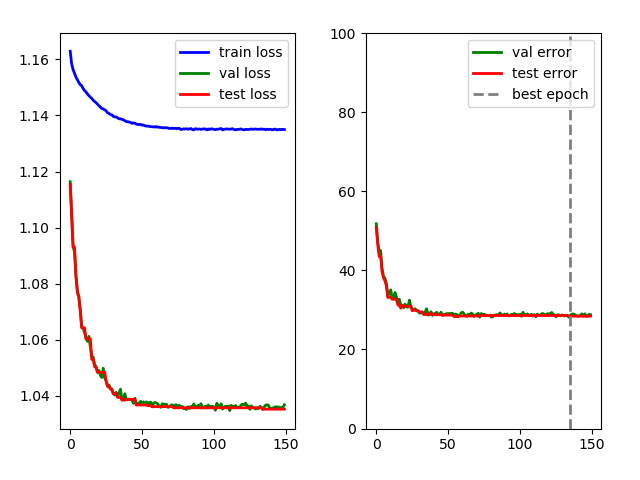 train loss
val loss
test loss
1.16
1.14
1.12
1.10
1.08
1.06
1.04
0 50 100 150
val error
test error
best epoch
100
80
60
40
20
0
0 50 100 150